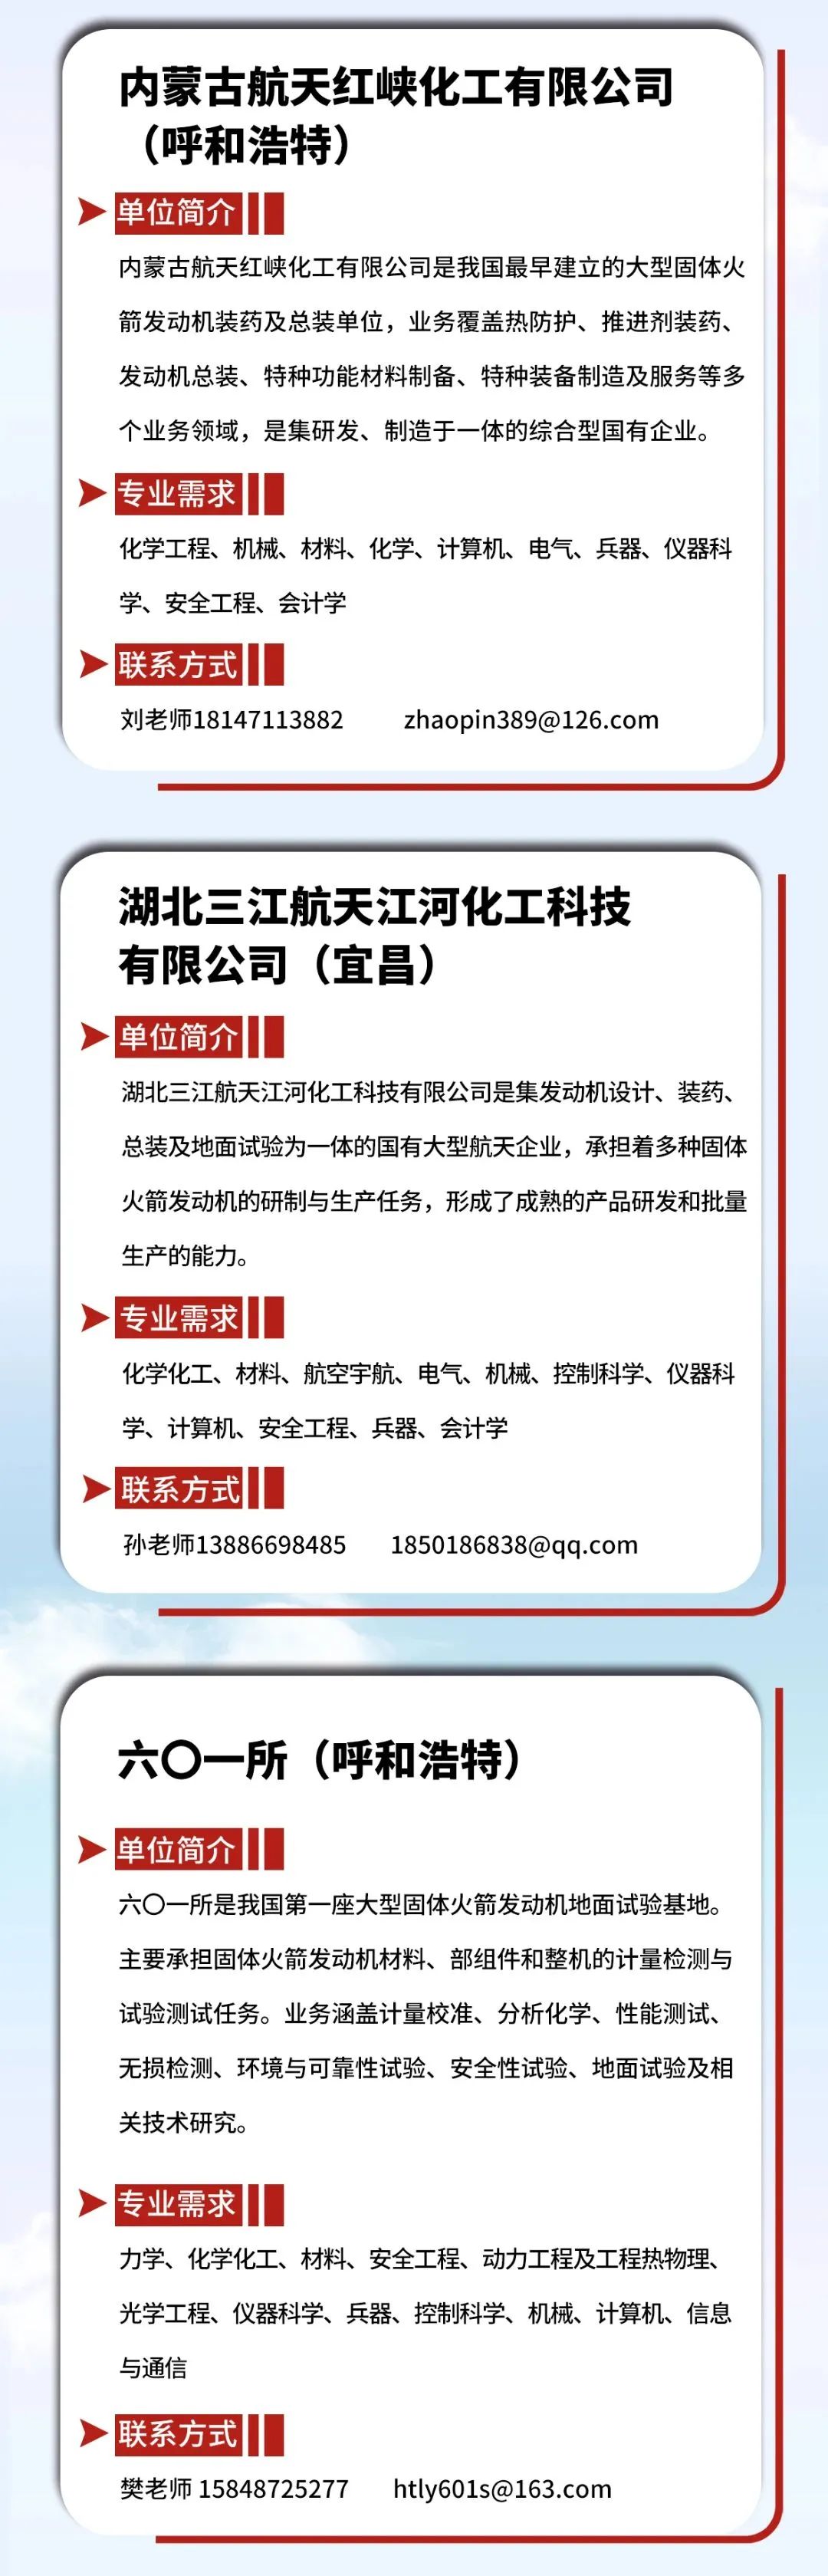 内蒙古航天红峡化工有限公司
（呼和浩特）
单位简介
内蒙古航天红峡化工有限公司是我国最早建立的大型固体火
箭发动机装药及总装单位，业务覆盖热防护、推进剂装药、
发动机总装、特种功能材料制备、特种装备制造及服务等多
个业务领域，是集研发、制造于一体的综合型国有企业。
专业需求
化学工程、机械、材料、化学、计算机、电气、兵器、仪器科
学、安全工程、会计学
联系方式
刘老师18147113882 zhaopin389@126.com
湖北三江航天江河化工科技
有限公司（宜昌）
单位简介
湖北三江航天江河化工科技有限公司是集发动机设计、装药、
总装及地面试验为一体的国有大型航天企业，承担着多种固体
火箭发动机的研制与生产任务，形成了成熟的产品研发和批量
生产的能力。
专业需求
化学化工、材料、航空宇航、电气、机械、控制科学、仪器科
学、计算机、安全工程、兵器、会计学
联系方式
孙老师13886698485 1850186838@qq.com
六〇一所（呼和浩特）
单位简介
六〇一所是我国第一座大型固体火箭发动机地面试验基地。
主要承担固体火箭发动机材料、部组件和整机的计量检测与
试验测试任务。业务涵盖计量校准、分析化学、性能测试、
无损检测、环境与可靠性试验、安全性试验、地面试验及相
关技术研究。
专业需求
力学、化学化工、材料、安全工程、动力工程及工程热物理、
光学工程、仪器科学、兵器、控制科学、机械、计算机、信息
与通信
联系方式
樊老师 15848725277 htly601s@163.com